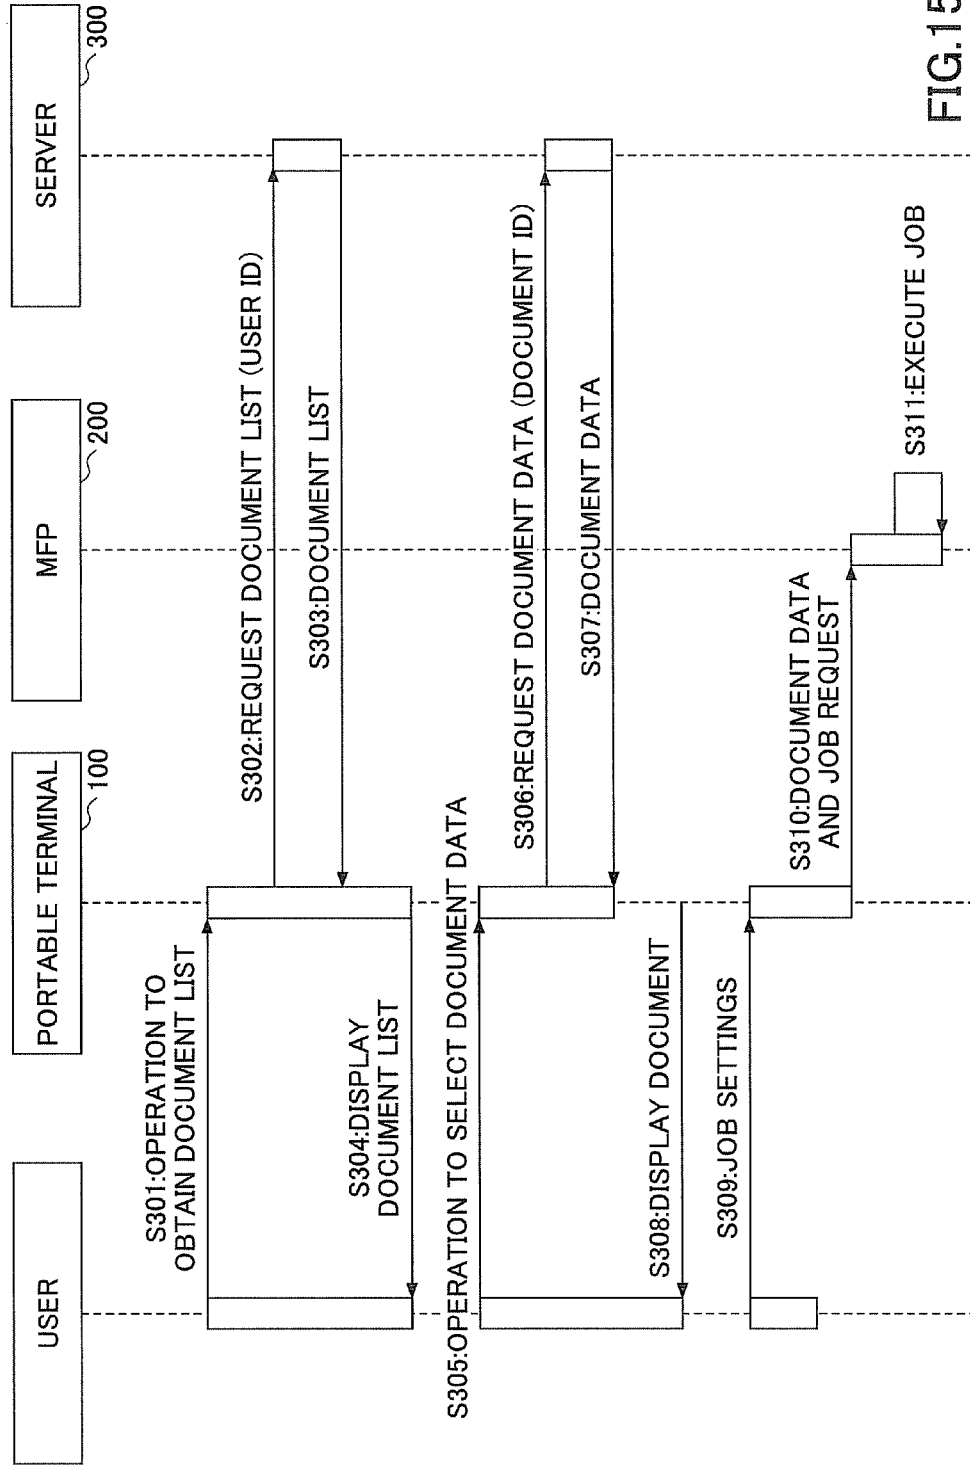 USER
PORTABLE TERMINAL
100
MFP
200
SERVER
300
S301:OPERATION TO
OBTAIN DOCUMENT LIST
S302:REQUEST DOCUMENT LIST (USER ID)
S303:DOCUMENT LIST
S304:DISPLAY
DOCUMENT LIST
S305:OPERATION TO SELECT DOCUMENT DATA
S306:REQUEST DOCUMENT DATA (DOCUMENT ID)
S307:DOCUMENT DATA
S308:DISPLAY DOCUMENT
S309:JOB SETTINGS
S310:DOCUMENT DATA
AND JOB REQUEST
S311:EXECUTE JOB
FIG.15